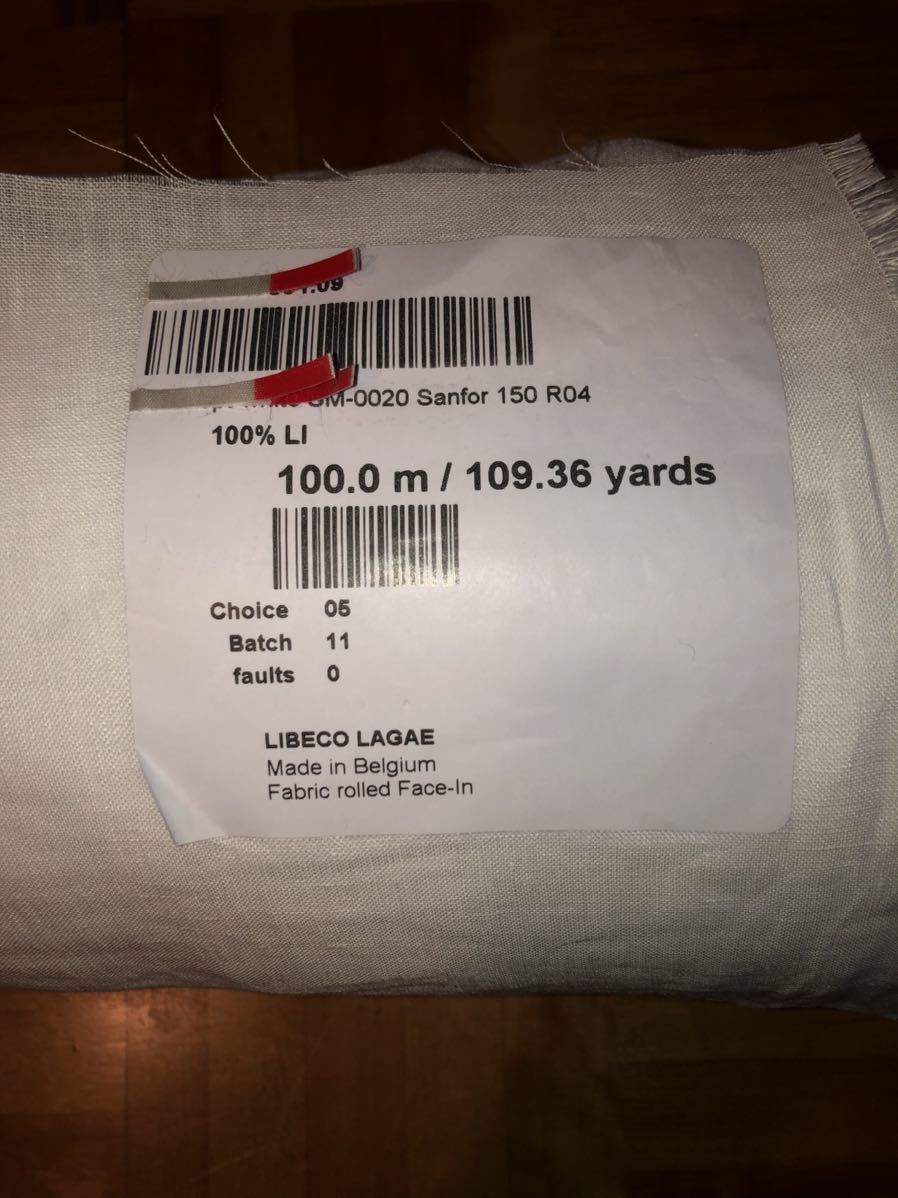 SM-0020 Sanfor 150 R04
100% LI
100.0 m / 109.36 yards
Choice 05
Batch 11
faults 0
LIBECO LAGAE
Made in Belgium
Fabric rolled Face-In